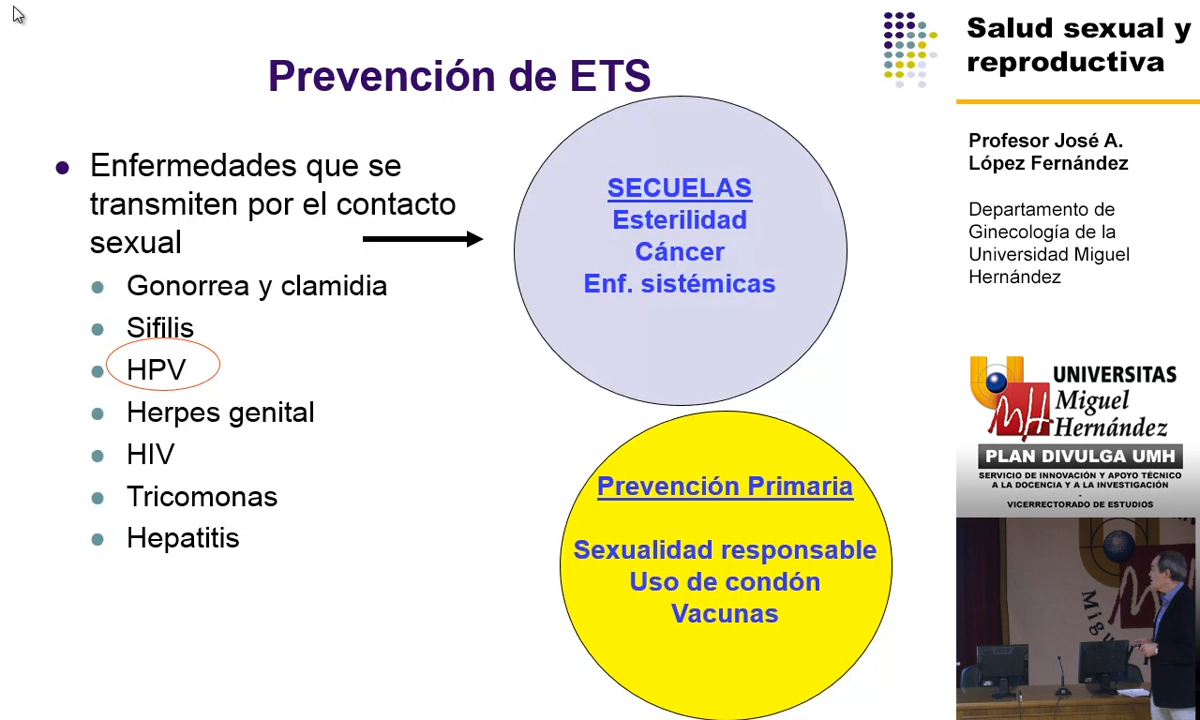 Prevención de ETS
Enfermedades que se
transmiten por el contacto
sexual
Gonorrea y clamidia
Sifilis
HPV
Herpes genital
HIV
Tricomonas
Hepatitis
SECUELAS
Esterilidad
Cáncer
Enf. sistémicas
Prevención Primaria
Sexualidad responsable
Uso de condón
Vacunas
Salud sexual y
reproductiva
Profesor José A.
López Fernández
Departamento de
Ginecología de la
Universidad Miguel
Hernández
UNIVERSITAS
Miguel
Hernández
PLAN DIVULGA UMH
SERVICIO DE INNOVACIÓN Y APOYO TÉCNICO
A LA DOCENCIA Y A LA INVESTIGACIÓN
-
VICERRECTORADO DE ESTUDIOS